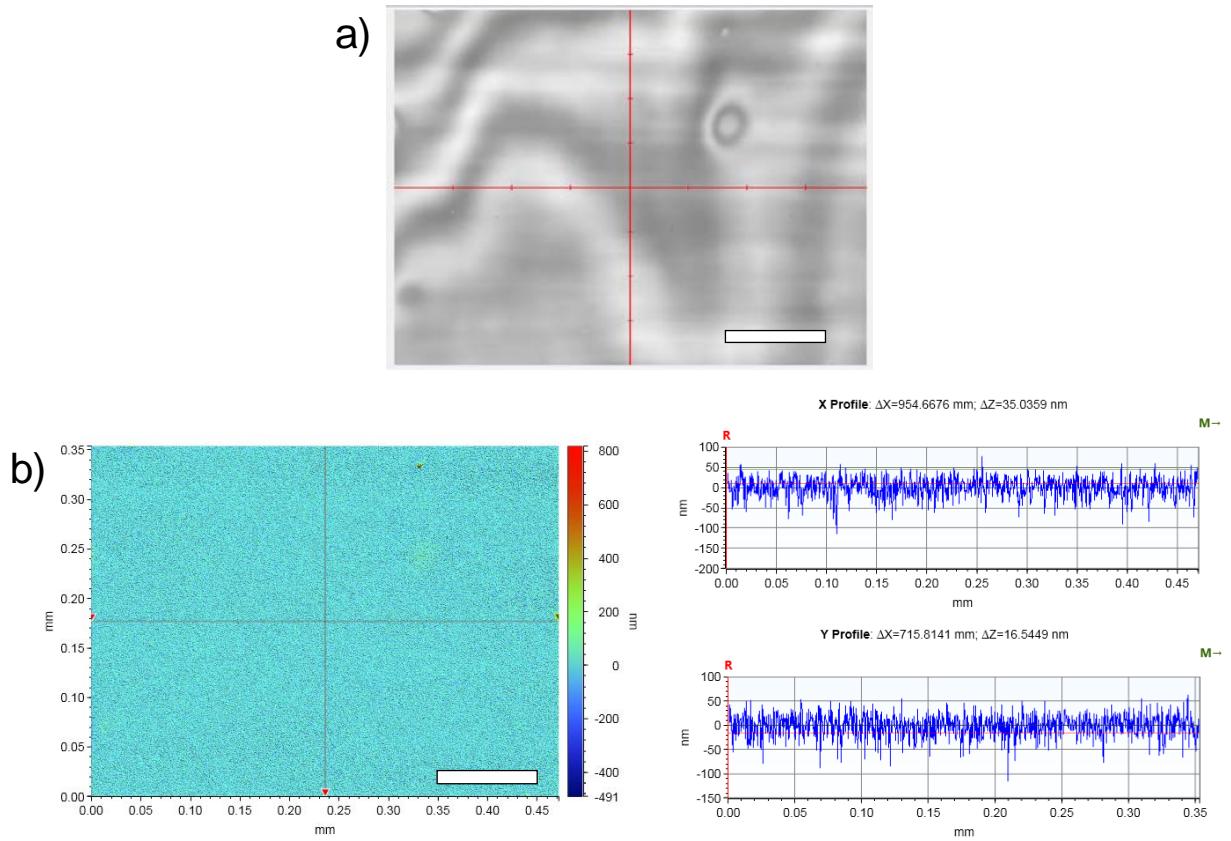 a)
b)
0.35
0.30
0.25
0.20
0.15
0.10
0.05
0.00
mm
0.00 0.05 0.10 0.15 0.20 0.25 0.30 0.35 0.40 0.47
mm
800
600
400
200
0
-200
-400
-491
nm
X Profile: ΔX=954.6676 mm; ΔZ=35.0359 nm
M→
R
100
50
0
-50
-100
-150
-200
nm
0.00 0.05 0.10 0.15 0.20 0.25 0.30 0.35 0.40 0.47
mm
Y Profile: ΔX=715.8141 mm; ΔZ=16.5449 nm
M→
R
100
50
0
-50
-100
-150
nm
0.00 0.05 0.10 0.15 0.20 0.25 0.30 0.35
mm